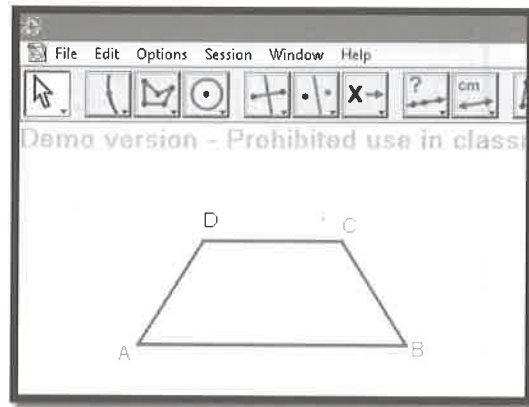 File Edit Options Session Window Help
X ? cm
Demo version - Prohibited use in class
D C
A B